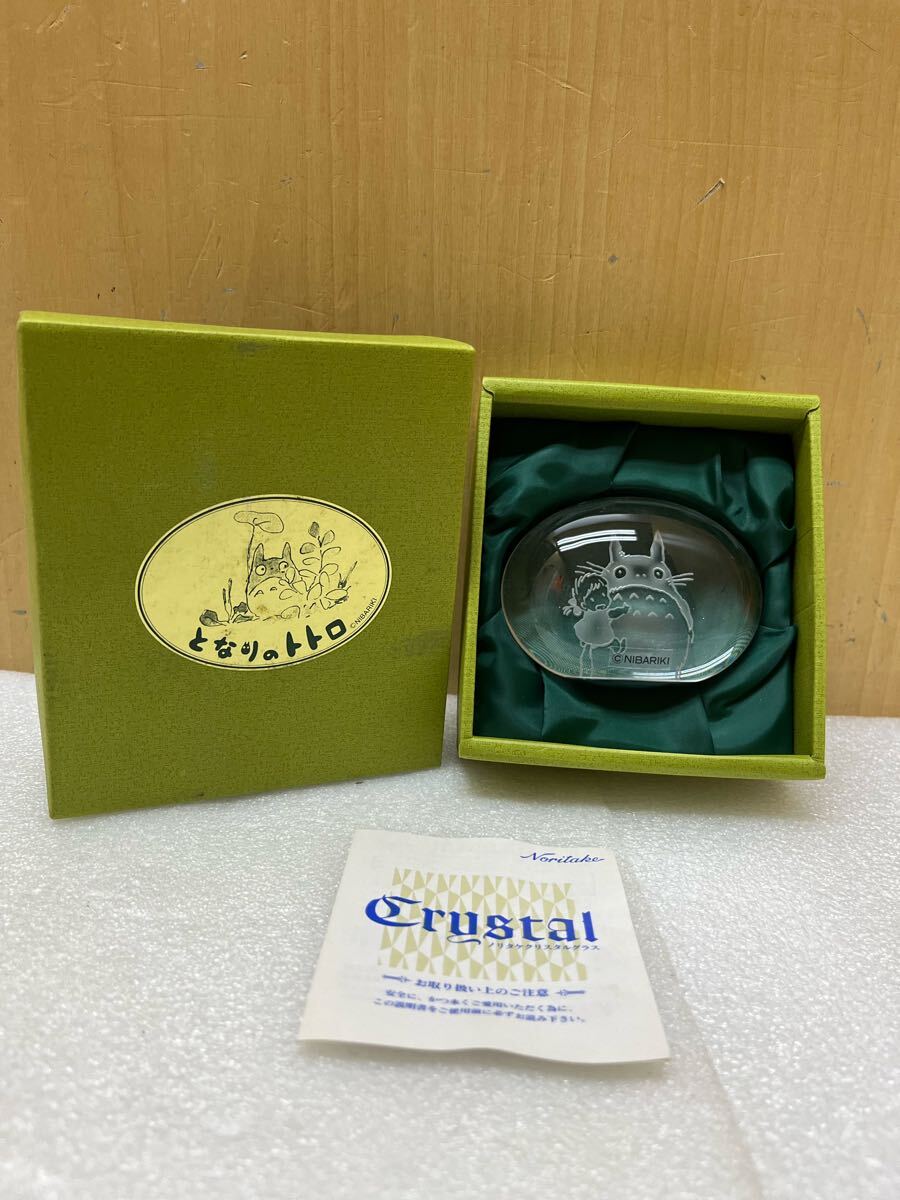 ©NIBARIKI
となりのトトロ
©NIBARIKI
Noritake
Crystal
ノリタケクリスタルグラス
お取り扱い上のご注意
安全に、かつ永くご愛用いただく為に、
この説明書をご使用前に必ずお読み下さい。